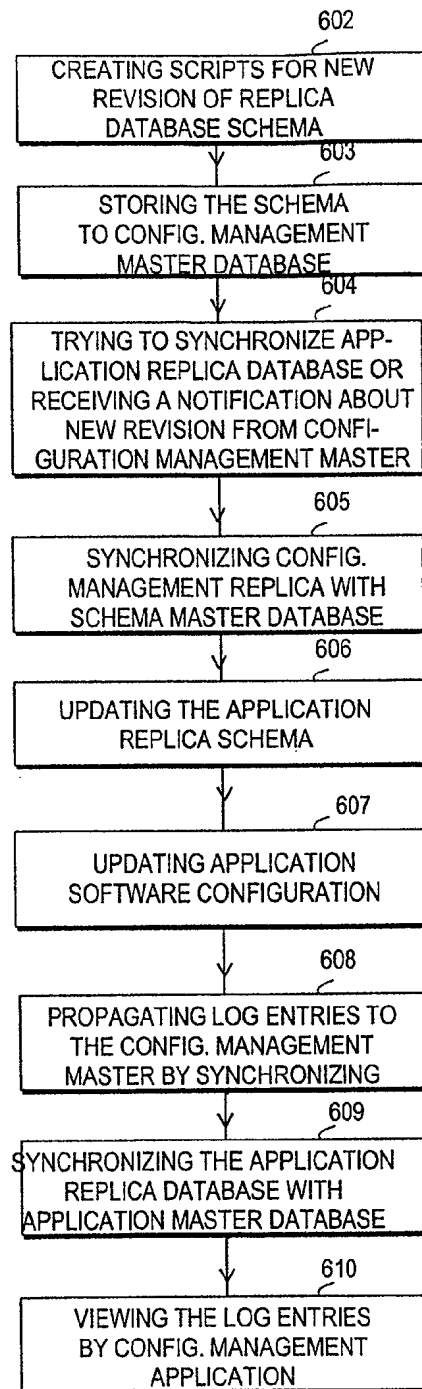 602
CREATING SCRIPTS FOR NEW
REVISION OF REPLICA
DATABASE SCHEMA
603
STORING THE SCHEMA
TO CONFIG. MANAGEMENT
MASTER DATABASE
604
TRYING TO SYNCHRONIZE APP-
LICATION REPLICA DATABASE OR
RECEIVING A NOTIFICATION ABOUT
NEW REVISION FROM CONFI-
GURATION MANAGEMENT MASTER
605
SYNCHRONIZING CONFIG.
MANAGEMENT REPLICA WITH
SCHEMA MASTER DATABASE
606
UPDATING THE APPLICATION
REPLICA SCHEMA
607
UPDATING APPLICATION
SOFTWARE CONFIGURATION
608
PROPAGATING LOG ENTRIES TO
THE CONFIG. MANAGEMENT
MASTER BY SYNCHRONIZING
609
SYNCHRONIZING THE APPLICATION
REPLICA DATABASE WITH
APPLICATION MASTER DATABASE
610
VIEWING THE LOG ENTRIES
BY CONFIG. MANAGEMENT
APPLICATION